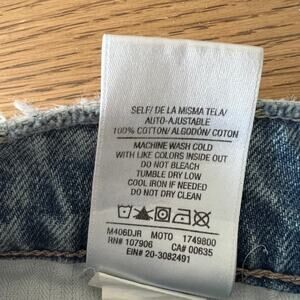 SELF/ DE LA MISMA TELA/
AUTO-AJUSTABLE
100% COTTON/ ALGODÓN/ COTON
MACHINE WASH COLD
WITH LIKE COLORS INSIDE OUT
DO NOT BLEACH
TUMBLE DRY LOW
COOL IRON IF NEEDED
DO NOT DRY CLEAN
M406DJR MOTO 1749800
RN# 107906 CA# 00635
EIN# 20-3082491